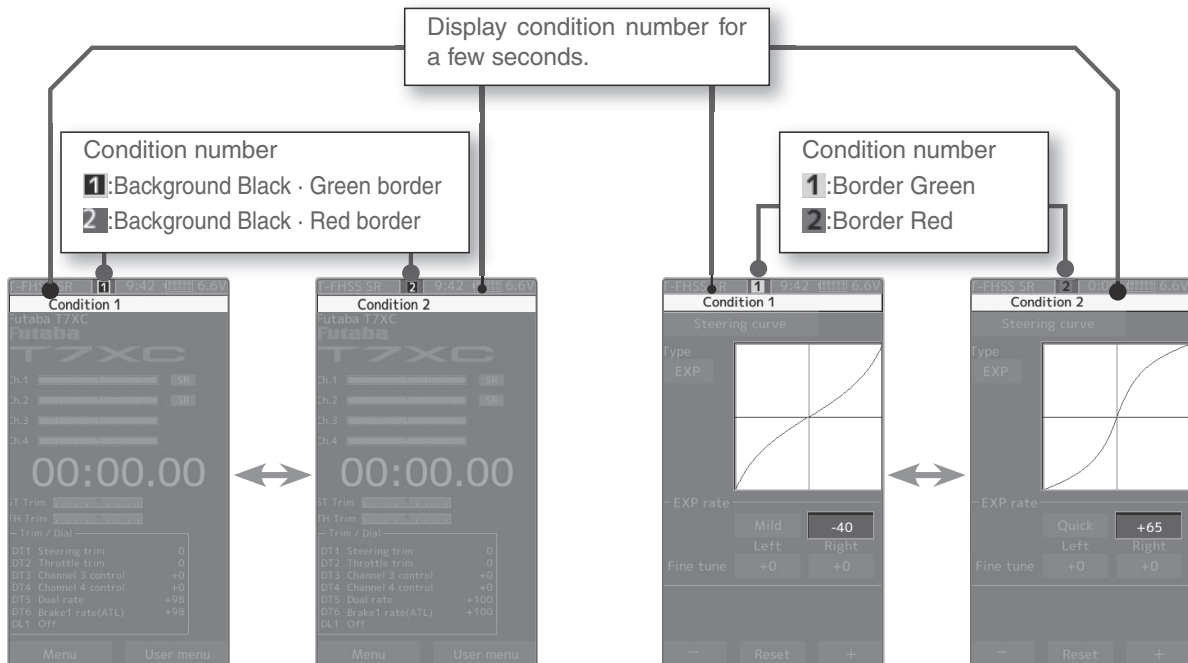 Display condition number for
a few seconds.
Condition number
1:Background Black · Green border
2:Background Black · Red border
Condition number
1:Border Green
2:Border Red
T-FHSS SR 1 9:42 6.6V
Condition 1
Futaba T7XC
Futaba
T7XC
Ch.1 SR
Ch.2 SR
Ch.3
Ch.4
00:00.00
ST Trim
TH Trim
Trim / Dial
DT1 Steering trim 0
DT2 Throttle trim 0
DT3 Channel 3 control +0
DT4 Channel 4 control +0
DT5 Dual rate +98
DT6 Brake1 rate(ATL) +98
DL1 Off
Menu User menu
T-FHSS SR 2 9:42 6.6V
Condition 2
Futaba T7XC
Futaba
T7XC
Ch.1 SR
Ch.2 SR
Ch.3
Ch.4
00:00.00
ST Trim
TH Trim
Trim / Dial
DT1 Steering trim 0
DT2 Throttle trim 0
DT3 Channel 3 control +0
DT4 Channel 4 control +0
DT5 Dual rate +100
DT6 Brake1 rate(ATL) +100
DL1 Off
Menu User menu
T-FHSS SR 1 9:42 6.6V
Condition 1
Steering curve
Type
EXP
EXP rate
Mild -40
Left Right
Fine tune +0 +0
− Reset +
T-FHSS SR 2 6.6V
Condition 2
Steering curve
Type
EXP
EXP rate
Quick +65
Left Right
Fine tune +0 +0
− Reset +